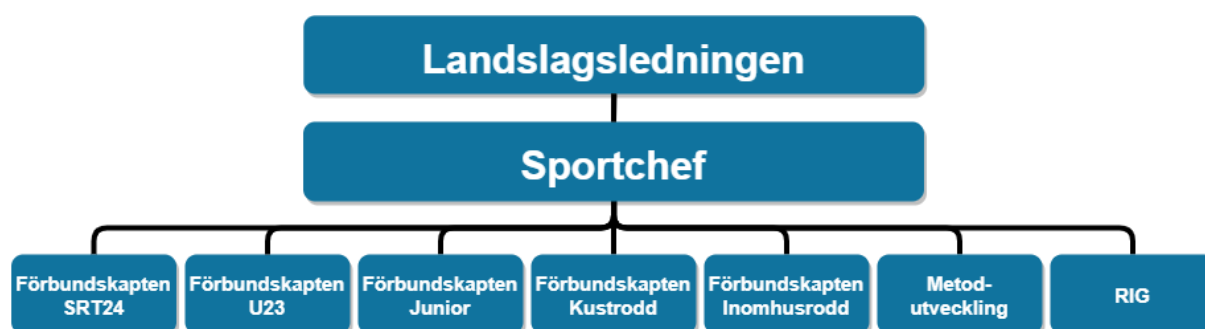 Landslagsledningen
Sportchef
Förbundskapten
SRT24
Förbundskapten
U23
Förbundskapten
Junior
Förbundskapten
Kustrodd
Förbundskapten
Inomhusrodd
Metod-
utveckling
RIG